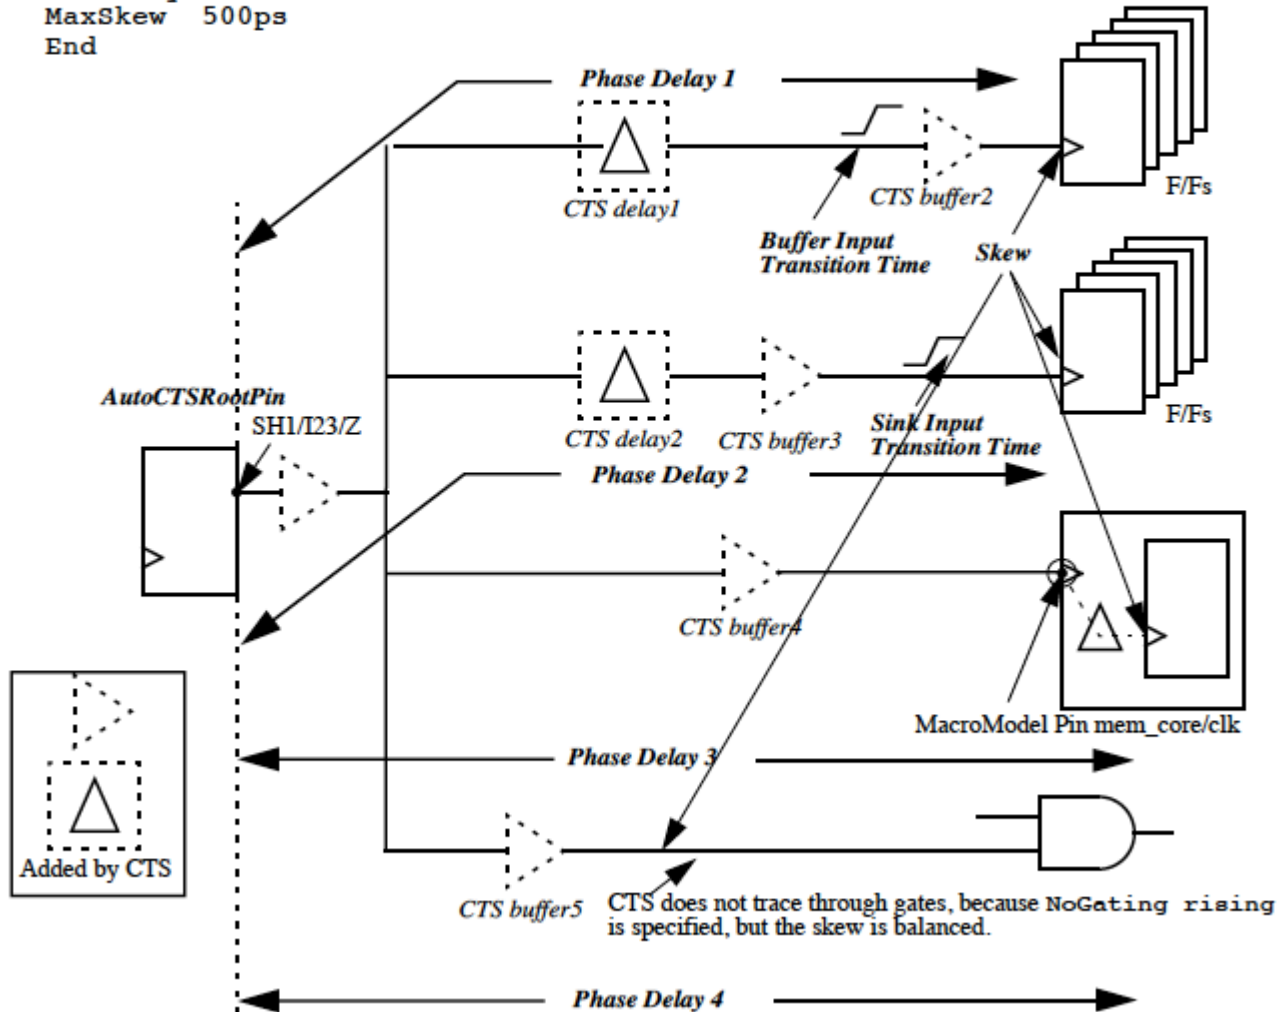 MaxSkew 500ps
End
Phase Delay 1
CTS delay1
CTS buffer2
F/Fs
Buffer Input
Transition Time
Skew
AutoCTSRootPin
SH1/I23/Z
CTS delay2
CTS buffer3
Sink Input
Transition Time
F/Fs
Phase Delay 2
CTS buffer4
MacroModel Pin mem_core/clk
Phase Delay 3
Added by CTS
CTS buffer5
CTS does not trace through gates, because NoGating rising
is specified, but the skew is balanced.
Phase Delay 4